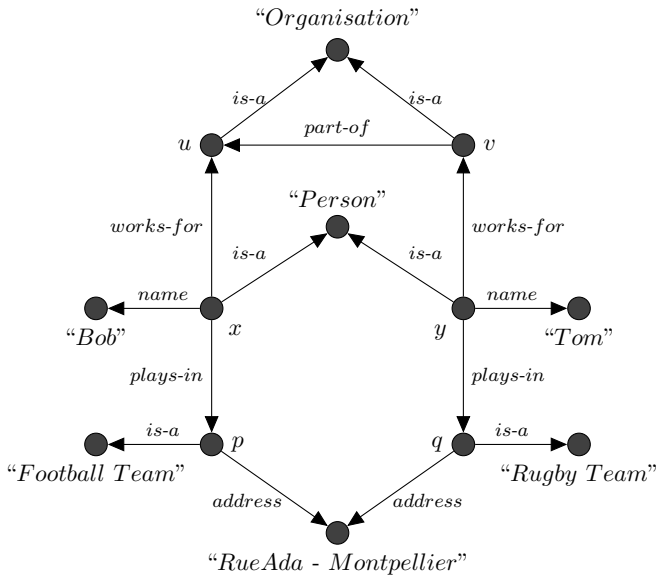 “Organisation”
is-a
is-a
part-of
u
v
“Person”
works-for
works-for
is-a
is-a
name
name
“Bob”
x
y
“Tom”
plays-in
plays-in
is-a
p
q
is-a
“Football Team”
“Rugby Team”
address
address
“RueAda - Montpellier”